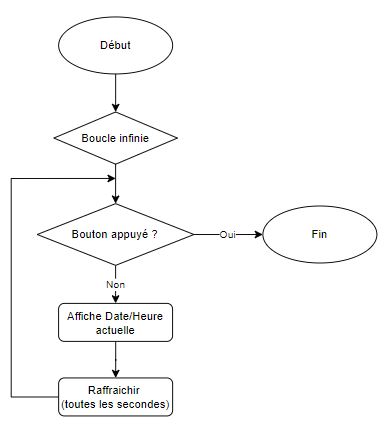 Début
Boucle infinie
Bouton appuyé ?
Oui
Fin
Non
Affiche Date/Heure
actuelle
Raffraichir
(toutes les secondes)